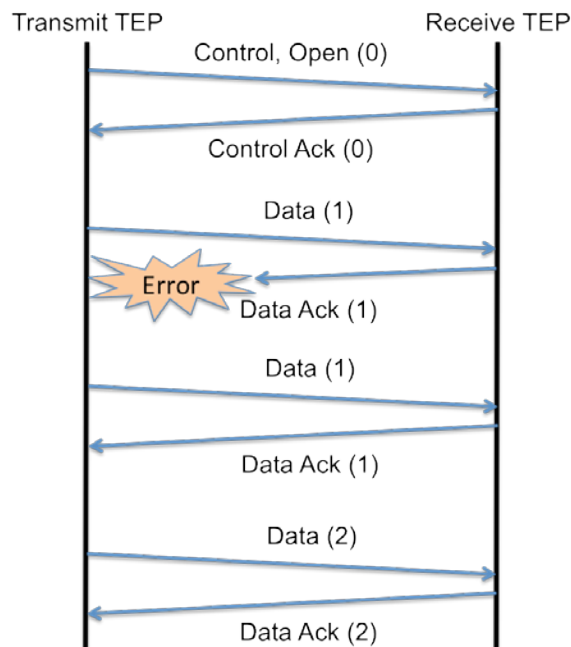 Transmit TEP
Receive TEP
Control, Open (0)
Control Ack (0)
Data (1)
Error
Data Ack (1)
Data (1)
Data Ack (1)
Data (2)
Data Ack (2)